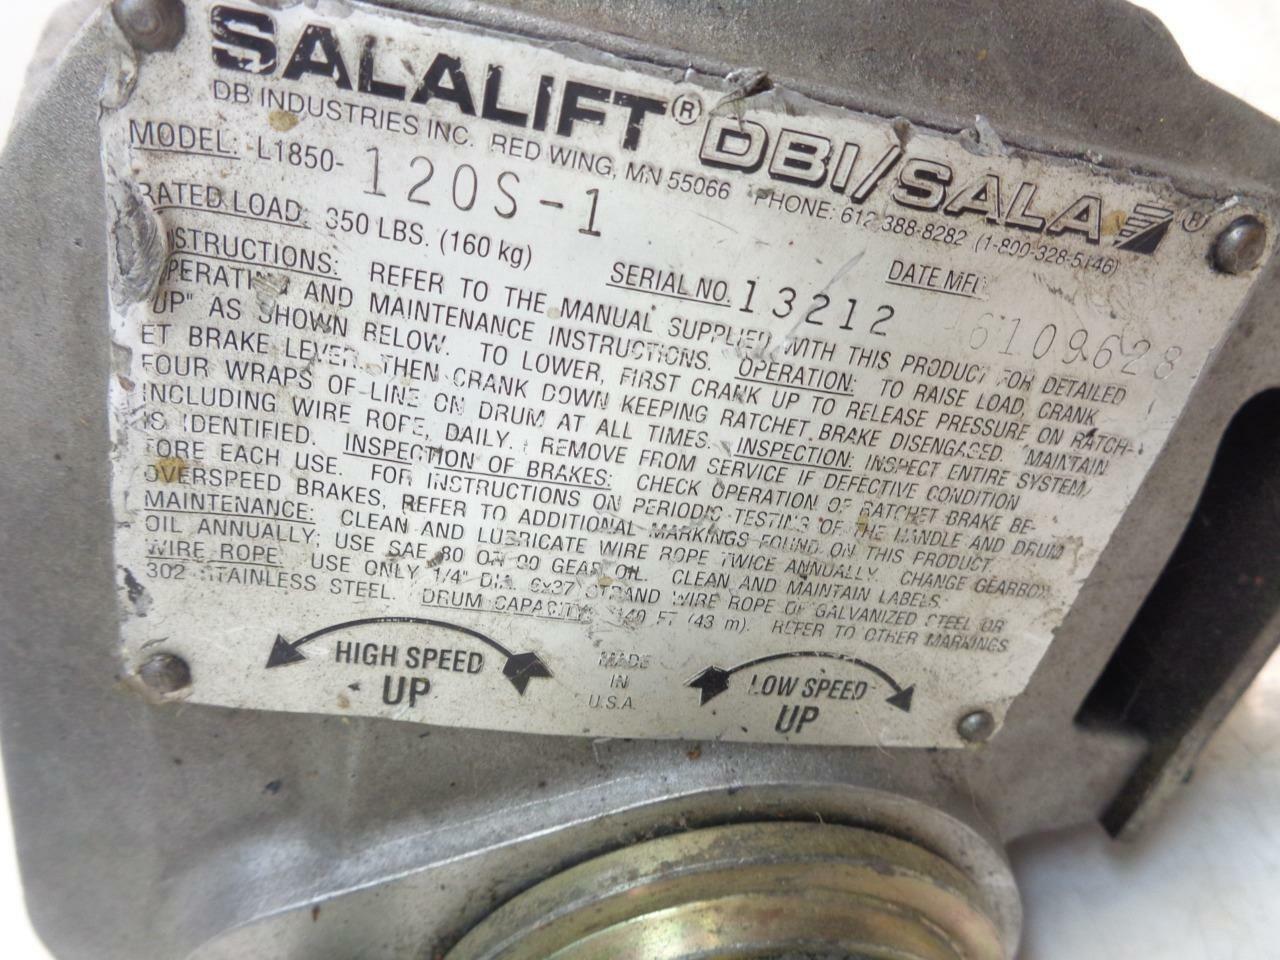 SALALIFT® DBI/SALA ®
DB INDUSTRIES INC. RED WING, MN 55066 PHONE: 612-388-8282 (1-800-328-5146)
MODEL: L1850- 120S-1
RATED LOAD: 350 LBS. (160 kg) SERIAL NO. 13212 DATE MFG
6109628
INSTRUCTIONS: REFER TO THE MANUAL SUPPLIED WITH THIS PRODUCT FOR DETAILED
OPERATING AND MAINTENANCE INSTRUCTIONS. OPERATION: TO RAISE LOAD, CRANK
"UP" AS SHOWN BELOW. TO LOWER, FIRST CRANK UP TO RELEASE PRESSURE ON RATCH-
ET BRAKE LEVER, THEN CRANK DOWN KEEPING RATCHET BRAKE DISENGAGED. MAINTAIN
FOUR WRAPS OF LINE ON DRUM AT ALL TIMES. INSPECTION: INSPECT ENTIRE SYSTEM,
INCLUDING WIRE ROPE, DAILY. REMOVE FROM SERVICE IF DEFECTIVE CONDITION
IS IDENTIFIED. INSPECTION OF BRAKES: CHECK OPERATION OF RATCHET BRAKE BE-
FORE EACH USE. FOR INSTRUCTIONS ON PERIODIC TESTING OF THE HANDLE AND DRUM
OVERSPEED BRAKES, REFER TO ADDITIONAL MARKINGS FOUND ON THIS PRODUCT.
MAINTENANCE: CLEAN AND LUBRICATE WIRE ROPE TWICE ANNUALLY. CHANGE GEARBOX
OIL ANNUALLY; USE SAE 80 OR 90 GEAR OIL. CLEAN AND MAINTAIN LABELS.
WIRE ROPE: USE ONLY 1/4" DIA. 6x37 STRAND WIRE ROPE OF GALVANIZED STEEL OR
302 STAINLESS STEEL. DRUM CAPACITY: 140 FT (43 m). REFER TO OTHER MARKINGS.
HIGH SPEED
UP
MADE
IN
U.S.A.
LOW SPEED
UP